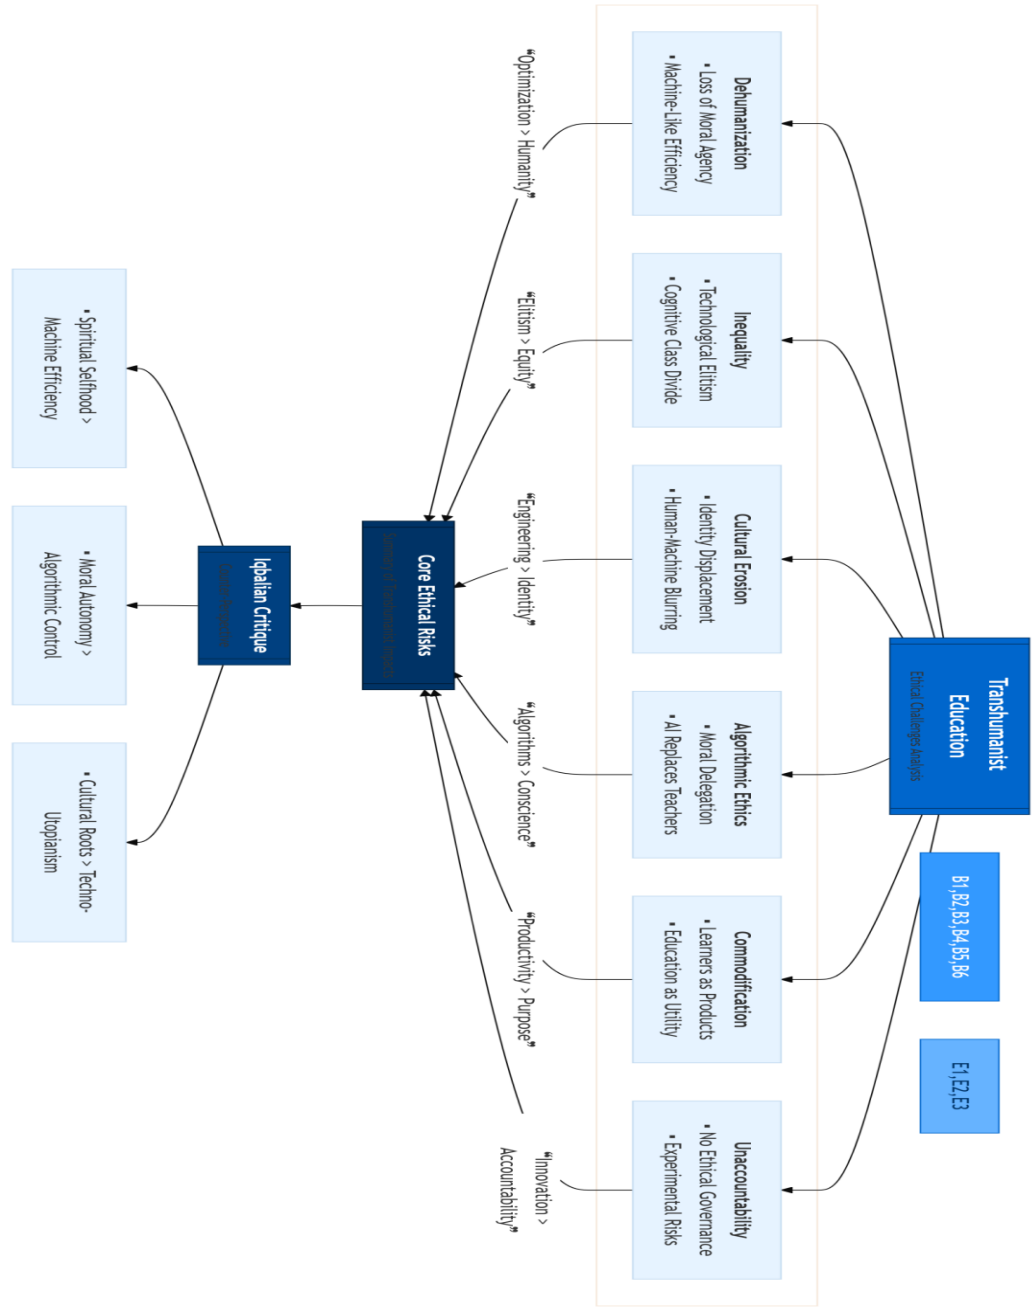 Transhumanist
Education
Ethical Challenges Analysis
B1,B2,B3,B4,B5,B6
E1,E2,E3
Dehumanization
▪ Loss of Moral Agency
▪ Machine-Like Efficiency
Inequality
▪ Technological Elitism
▪ Cognitive Class Divide
Cultural Erosion
▪ Identity Displacement
▪ Human-Machine Blurring
Algorithmic Ethics
▪ Moral Delegation
▪ AI Replaces Teachers
Commodification
▪ Learners as Products
▪ Education as Utility
Unaccountability
▪ No Ethical Governance
▪ Experimental Risks
“Optimization > Humanity”
“Elitism > Equity”
“Engineering > Identity”
“Algorithms > Conscience”
“Productivity > Purpose”
“Innovation >
Accountability”
Core Ethical Risks
Summary of Transhumanist Impacts
Iqbalian Critique
▪ Spiritual Selfhood >
Machine Efficiency
▪ Moral Autonomy >
Algorithmic Control
▪ Cultural Roots > Techno-
Utopianism